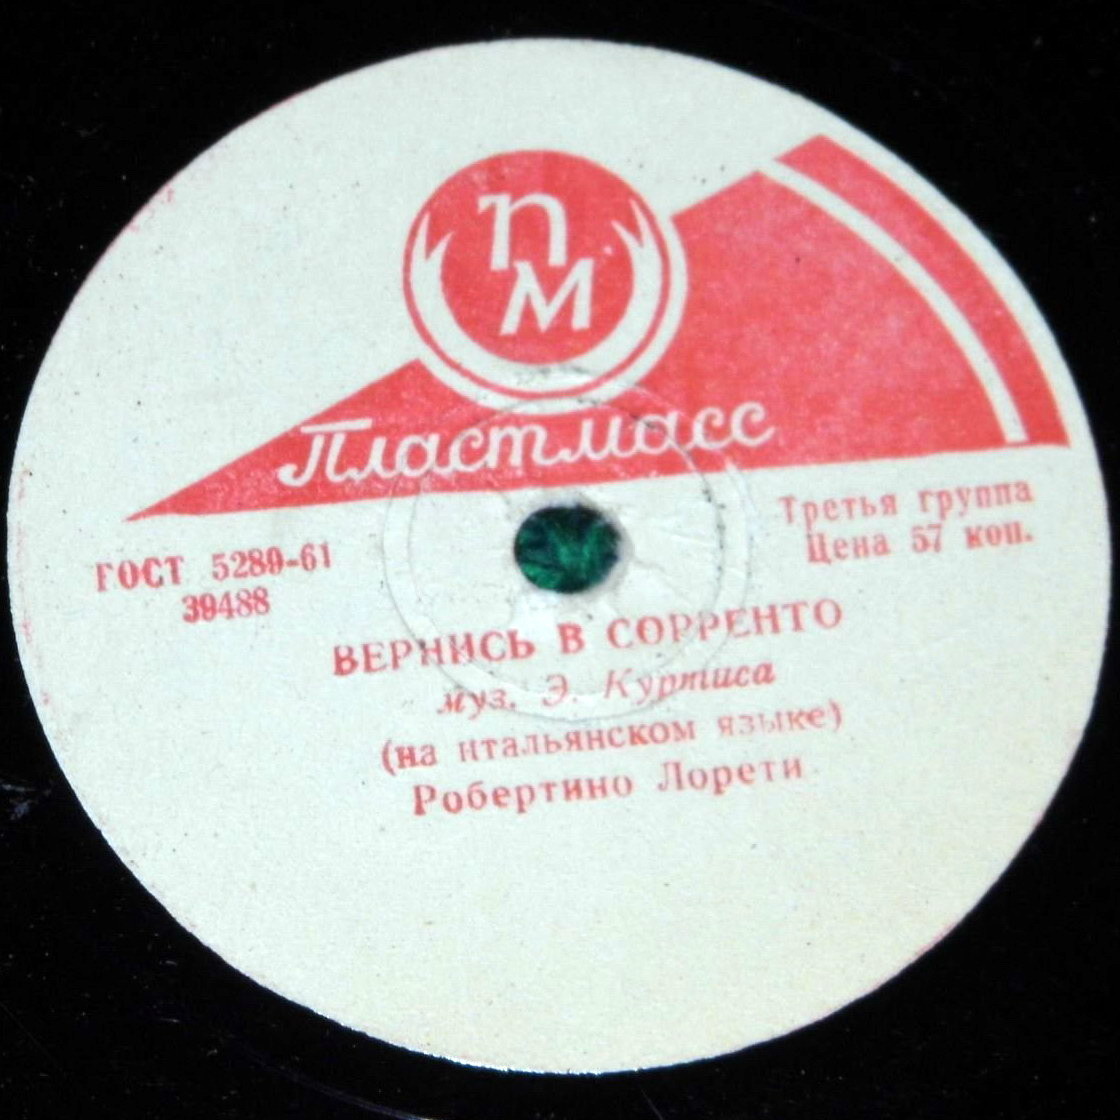 ПМ
Пластмасс
ГОСТ 5289-61
39488
Третья группа
Цена 57 коп.
ВЕРНИСЬ В СОРРЕНТО
муз. Э. Куртиса
(на итальянском языке)
Робертино Лорети